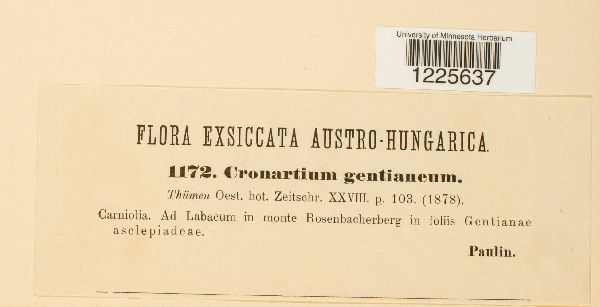 University of Minnesota Herbarium
1225637
FLORA EXSICCATA AUSTRO-HUNGARICA.
1172. Cronartium gentianeum.
Thümen Oest. bot. Zeitschr. XXVIII. p. 103. (1878).
Carniolia. Ad Labacum in monte Rosenbacherberg in foliis Gentianae
asclepiadeae.
Paulin.